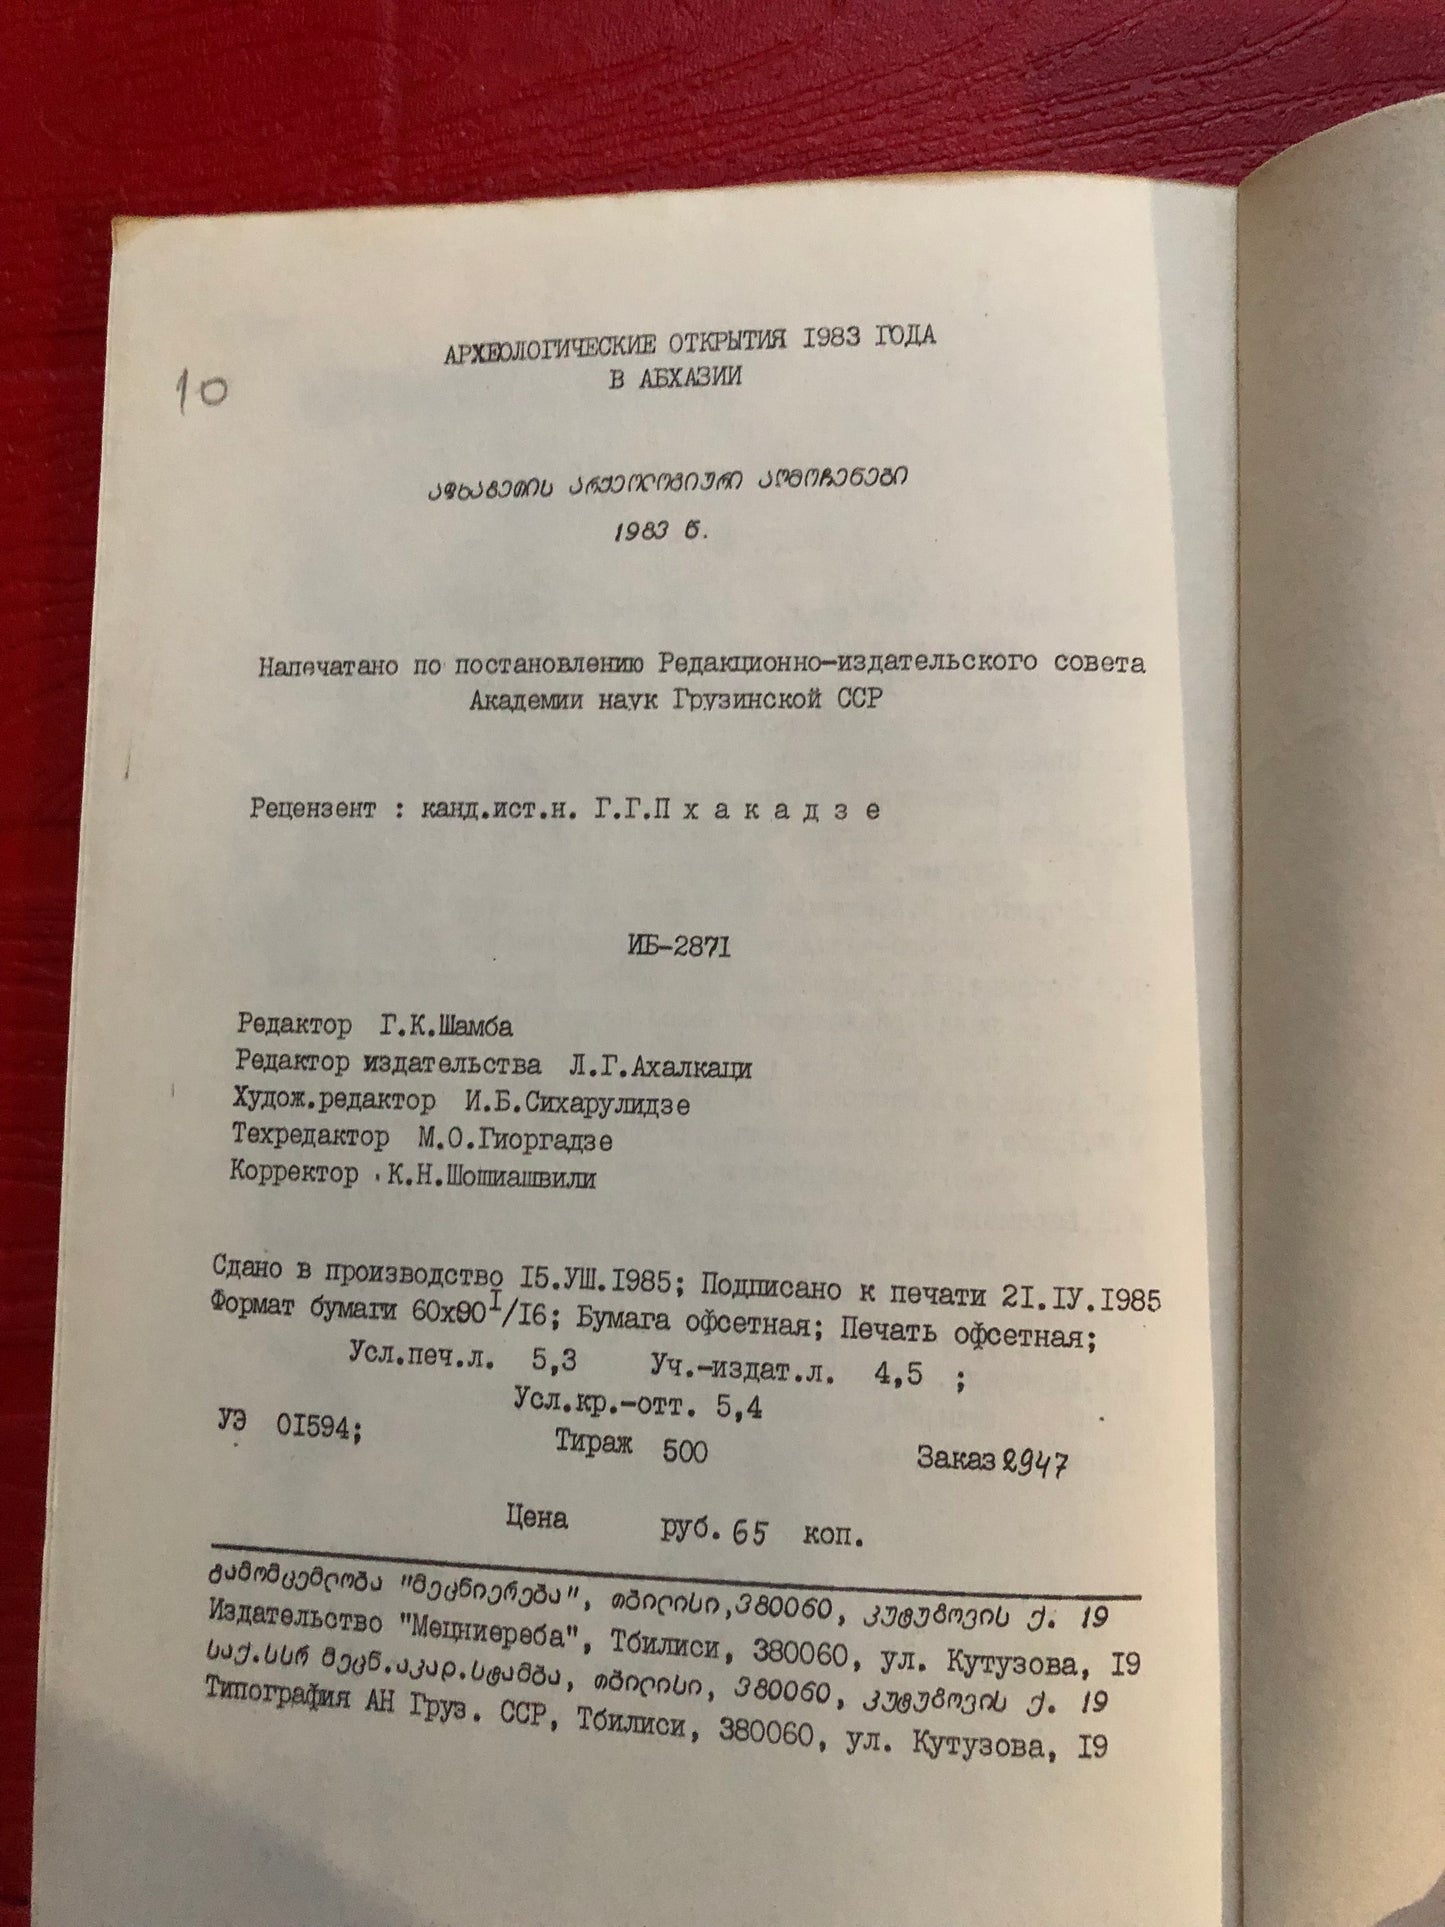 АРХЕОЛОГИЧЕСКИЕ ОТКРЫТИЯ I983 ГОДА
В АБХАЗИИ
10
აფხაზეთის არქეოლოგიური აღმოჩენები
1983 წ.
Напечатано по постановлению Редакционно-издательского совета
Академии наук Грузинской ССР
Рецензент : канд.ист.н. Г.Г.П х а к а д з е
ИБ-287I
Редактор Г.К.Шамба
Редактор издательства Л.Г.Ахалкаци
Худож.редактор И.Б.Сихарулидзе
Техредактор М.О.Гиоргадзе
Корректор К.Н.Шошиашвили
Сдано в производство I5.УШ.I985; Подписано к печати 2I.IУ.I985
Формат бумаги 60х90I/I6; Бумага офсетная; Печать офсетная;
Усл.печ.л. 5,3 Уч.-издат.л. 4,5 ;
Усл.кр.-отт. 5,4
УЭ 0I594; Тираж 500 Заказ 2947
Цена руб. 65 коп.
გამომცემლობა "მეცნიერება", თბილისი, 380060, კუტუზოვის ქ. 19
Издательство "Мецниереба", Тбилиси, 380060, ул. Кутузова, I9
საქ.სსრ მეცნ.აკად.სტამბა, თბილისი, 380060, კუტუზოვის ქ. 19
Типография АН Груз. ССР, Тбилиси, 380060, ул. Кутузова, I9